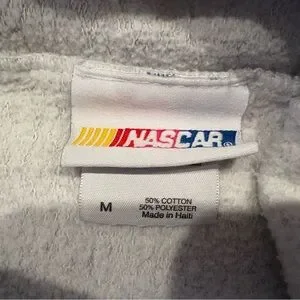 NASCAR®
M
50% COTTON
50% POLYESTER
Made in Haiti